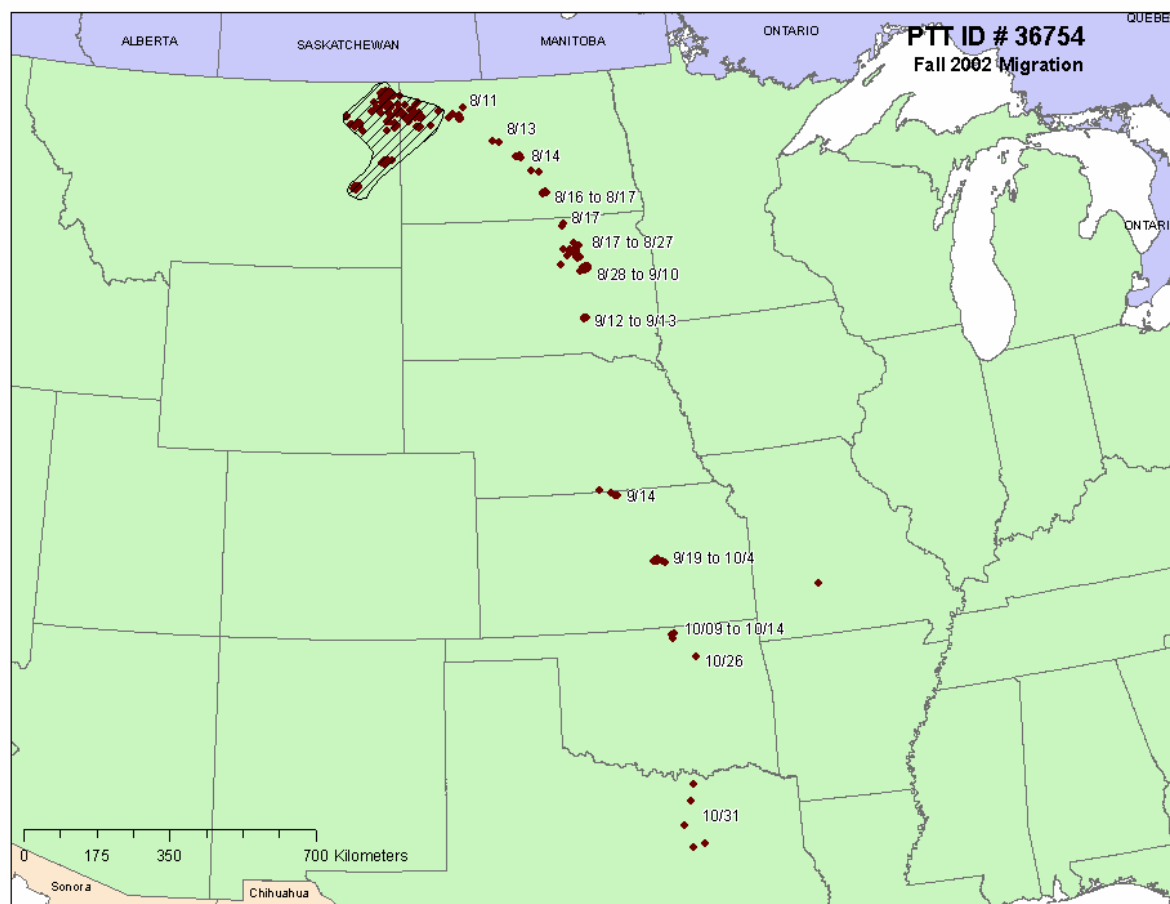 QUEBE
ALBERTA
SASKATCHEWAN
MANITOBA
ONTARIO
PTT ID # 36754
Fall 2002 Migration
8/11
8/13
8/14
8/16 to 8/17
8/17
ONTARI
8/17 to 8/27
8/28 to 9/10
9/12 to 9/13
9/14
9/19 to 10/4
10/09 to 10/14
10/26
10/31
0 175 350 700 Kilometers
Sonora
Chihuahua